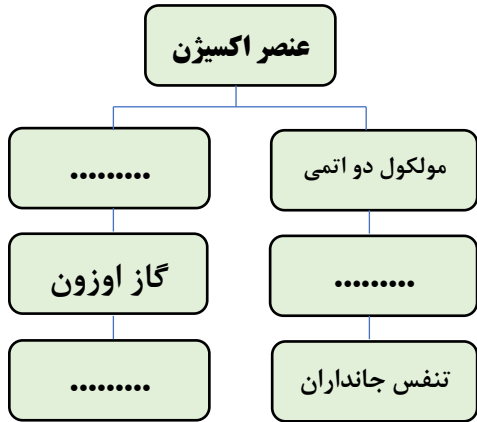 عنصر اکسیژن
مولکول دو اتمی
.........
.........
گاز اوزون
تنفس جانداران
.........